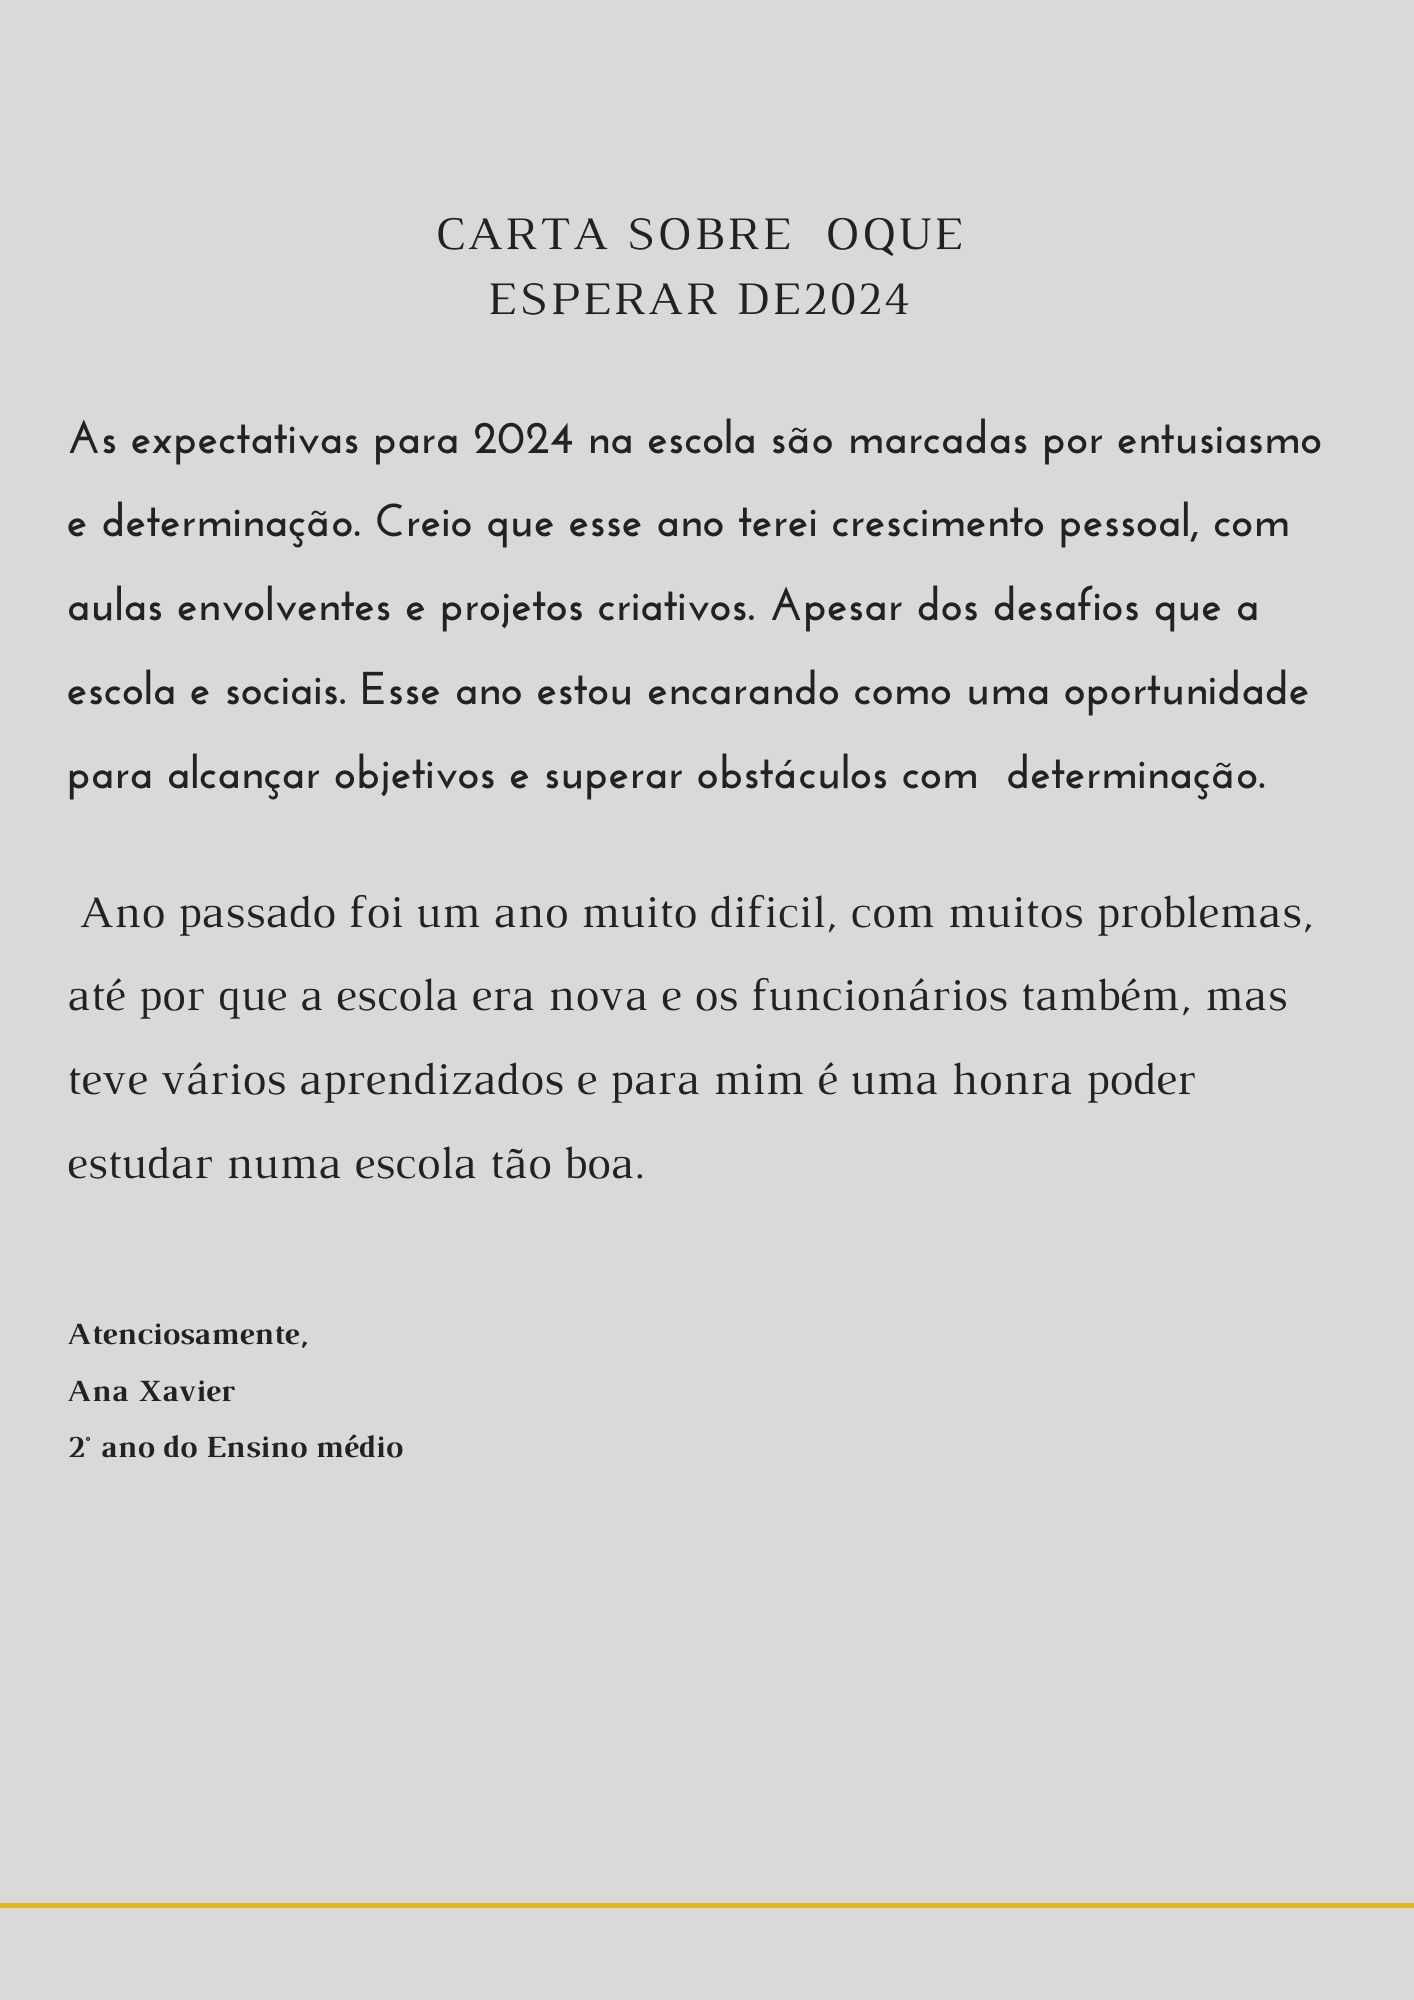 CARTA SOBRE  OQUE
ESPERAR DE2024
As expectativas para 2024 na escola são marcadas por entusiasmo
e determinação. Creio que esse ano terei crescimento pessoal, com
aulas envolventes e projetos criativos. Apesar dos desafios que a
escola e sociais. Esse ano estou encarando como uma oportunidade
para alcançar objetivos e superar obstáculos com  determinação.
Ano passado foi um ano muito dificil, com muitos problemas,
até por que a escola era nova e os funcionários também, mas
teve vários aprendizados e para mim é uma honra poder
estudar numa escola tão boa.
Atenciosamente,
Ana Xavier
2° ano do Ensino médio